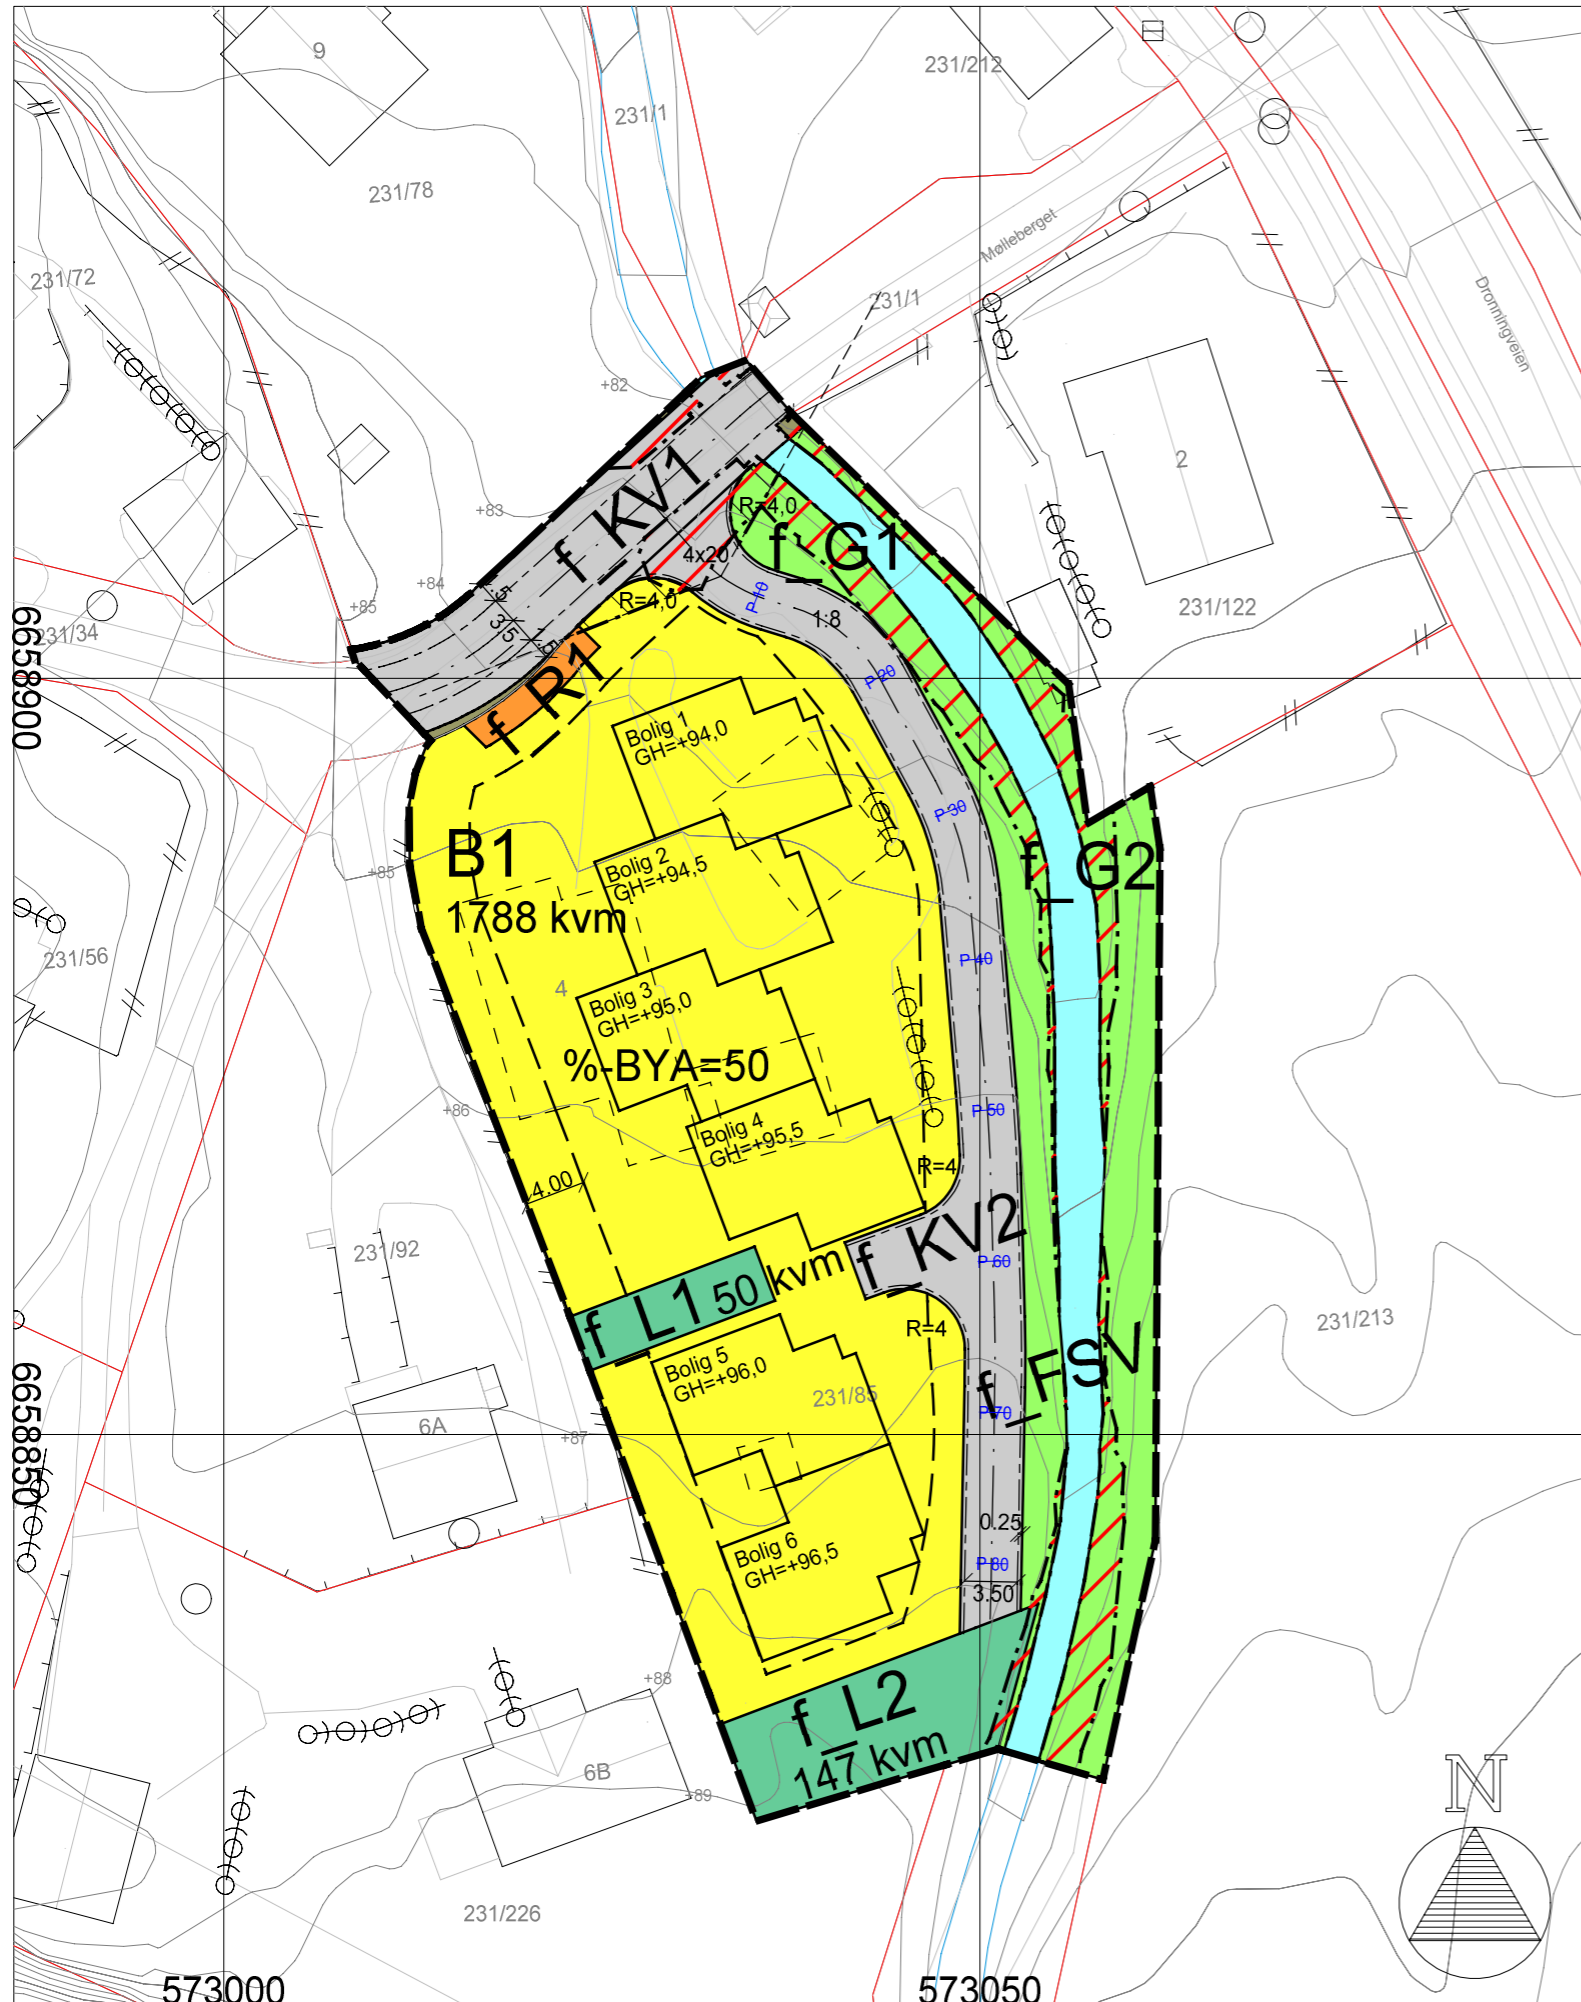 9
231/212
231/1
231/78
Mølleberget
231/72
231/1
Dronningveien
+82
2
+83
f_KV1
R=4,0
4x20
f_G1
+84
+85
P 10
231/34
R=4,0
1:8
231/122
.5
3.5
P 20
6658900
f_R1
Bolig 1
GH=+94,0
P 30
B1
Bolig 2
GH=+94,5
f_G2
+85
1788 kvm
231/56
P 40
4
Bolig 3
GH=+95,0
%-BYA=50
+86
P 50
Bolig 4
GH=+95,5
R=4
4.00
f_KV2
231/92
P 60
f_L1 50 kvm
231/213
R=4
Bolig 5
GH=+96,0
f_FSV
231/85
6658850
6A
P 70
+87
0.25
Bolig 6
GH=+96,5
P 80
3.50
+88
f_L2
147 kvm
6B
+89
N
231/226
573000
573050